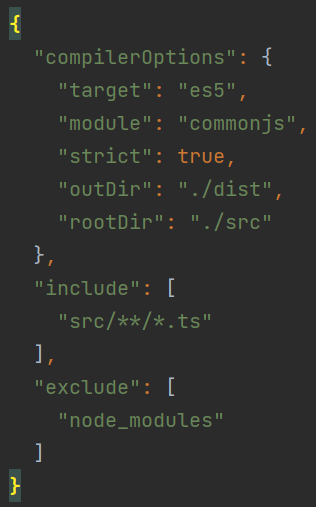 {
  "compilerOptions": {
    "target": "es5",
    "module": "commonjs",
    "strict": true,
    "outDir": "./dist",
    "rootDir": "./src"
  },
  "include": [
    "src/**/*.ts"
  ],
  "exclude": [
    "node_modules"
  ]
}